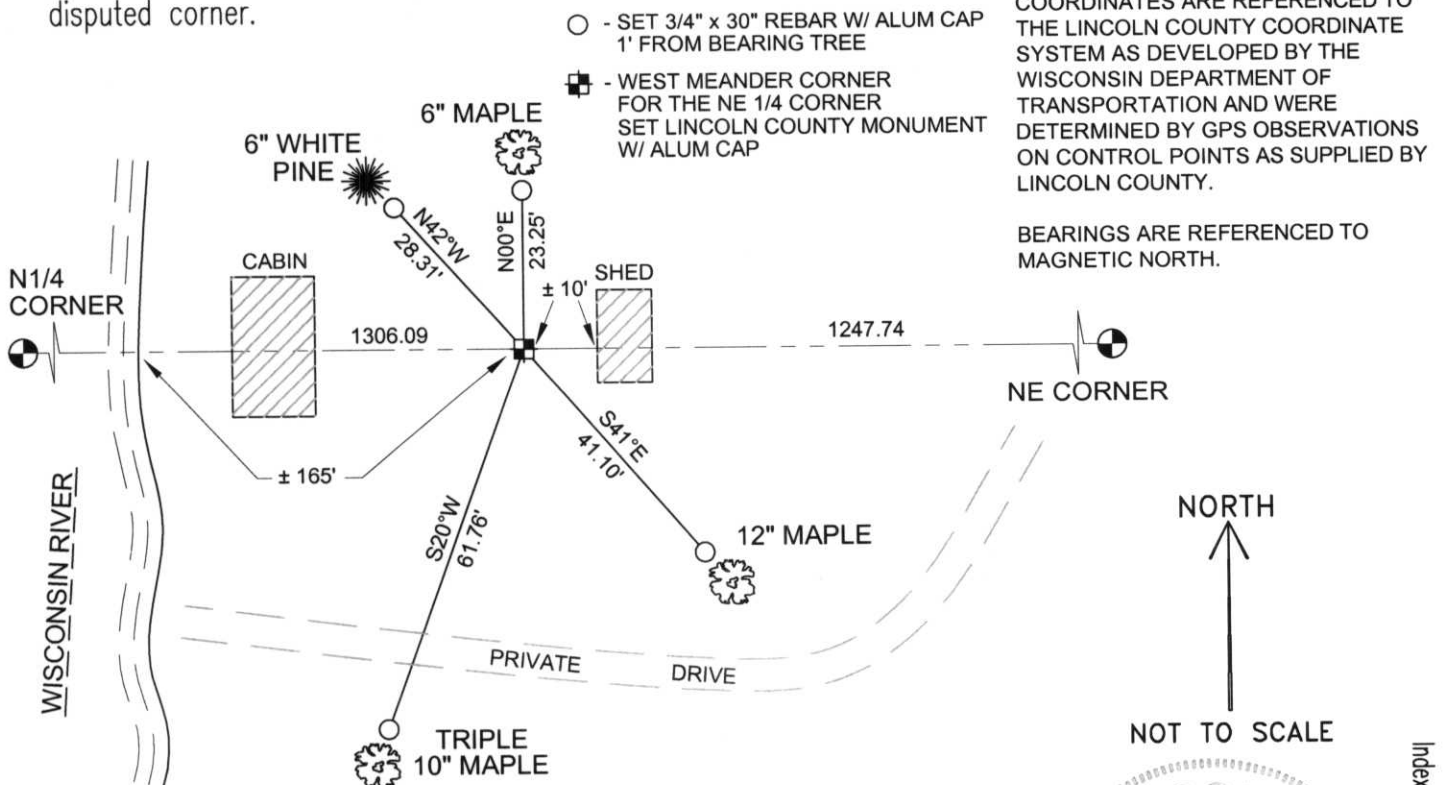 disputed corner.
- SET 3/4" x 30" REBAR W/ ALUM CAP
1' FROM BEARING TREE
- WEST MEANDER CORNER
FOR THE NE 1/4 CORNER
SET LINCOLN COUNTY MONUMENT
W/ ALUM CAP
COORDINATES ARE REFERENCED TO
THE LINCOLN COUNTY COORDINATE
SYSTEM AS DEVELOPED BY THE
WISCONSIN DEPARTMENT OF
TRANSPORTATION AND WERE
DETERMINED BY GPS OBSERVATIONS
ON CONTROL POINTS AS SUPPLIED BY
LINCOLN COUNTY.
BEARINGS ARE REFERENCED TO
MAGNETIC NORTH.
6" MAPLE
6" WHITE
PINE
N42°W
28.31'
N00°E
23.25'
CABIN
SHED
± 10'
N1/4
CORNER
1306.09
1247.74
NE CORNER
± 165'
S41°E
41.10'
S20°W
61.76'
12" MAPLE
WISCONSIN RIVER
PRIVATE DRIVE
TRIPLE
10" MAPLE
NORTH
NOT TO SCALE
Index